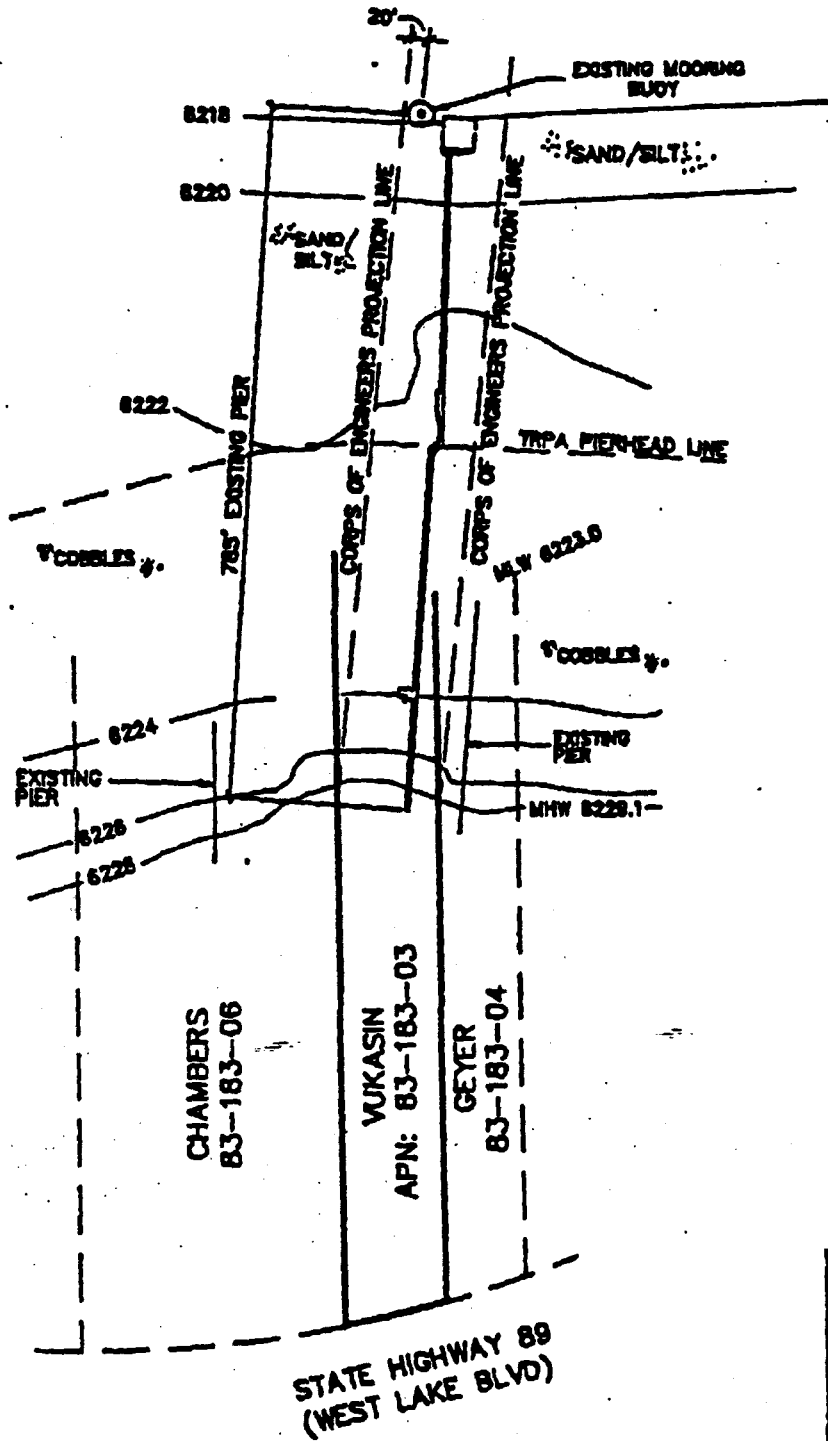 20'
EXISTING MOORING
BUOY
6218
SAND/SILT
6220
SAND/
SILT
CORPS OF ENGINEERS PROJECTION LINE
CORPS OF ENGINEERS PROJECTION LINE
6222
785' EXISTING PIER
TRPA PIERHEAD LINE
COBBLES
MLW 6223.0
COBBLES
6224
EXISTING
PIER
EXISTING
PIER
6226
MHW 6229.1
6228
CHAMBERS
83-183-06
VUKASIN
APN: 83-183-03
GEYER
83-183-04
STATE HIGHWAY 89
(WEST LAKE BLVD)